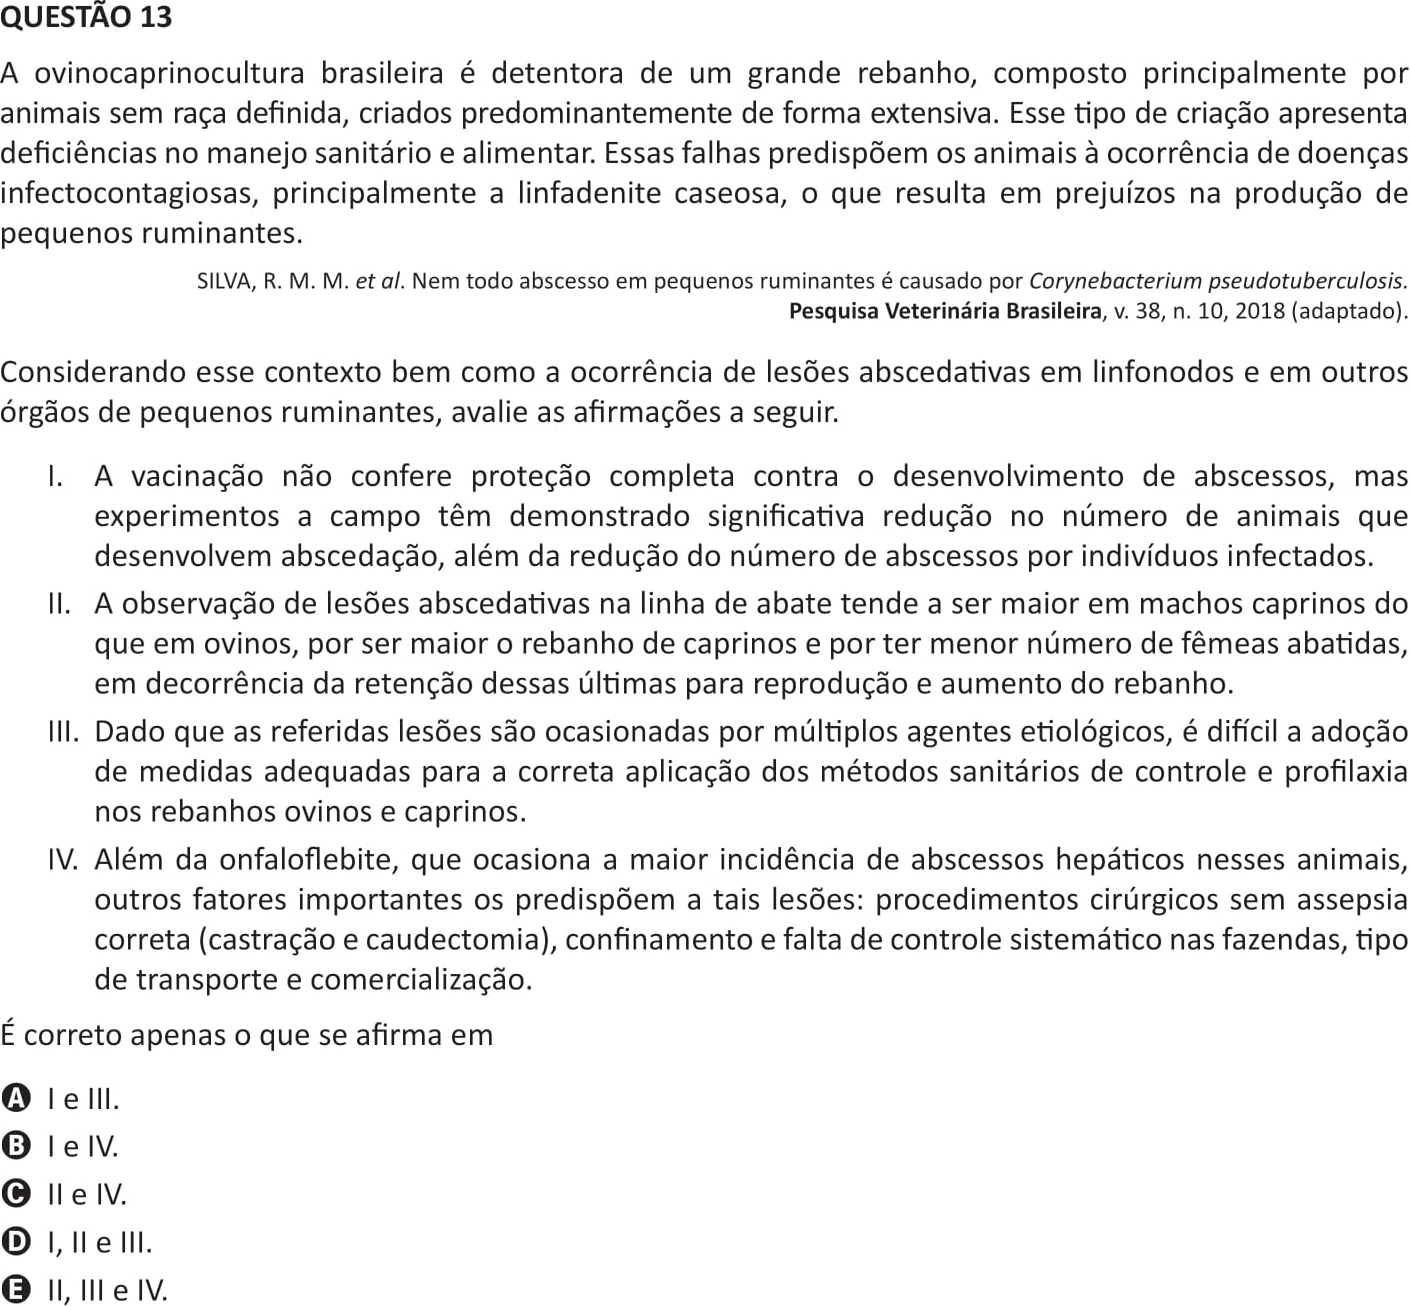 QUESTÃO 13
A ovinocaprinocultura brasileira é detentora de um grande rebanho, composto principalmente por
animais sem raça definida, criados predominantemente de forma extensiva. Esse tipo de criação apresenta
deficiências no manejo sanitário e alimentar. Essas falhas predispõem os animais à ocorrência de doenças
infectocontagiosas, principalmente a linfadenite caseosa, o que resulta em prejuízos na produção de
pequenos ruminantes.
SILVA, R. M. M. et al. Nem todo abscesso em pequenos ruminantes é causado por Corynebacterium pseudotuberculosis.
Pesquisa Veterinária Brasileira, v. 38, n. 10, 2018 (adaptado).
Considerando esse contexto bem como a ocorrência de lesões abscedativas em linfonodos e em outros
órgãos de pequenos ruminantes, avalie as afirmações a seguir.
I. A vacinação não confere proteção completa contra o desenvolvimento de abscessos, mas
experimentos a campo têm demonstrado significativa redução no número de animais que
desenvolvem abscedação, além da redução do número de abscessos por indivíduos infectados.
II. A observação de lesões abscedativas na linha de abate tende a ser maior em machos caprinos do
que em ovinos, por ser maior o rebanho de caprinos e por ter menor número de fêmeas abatidas,
em decorrência da retenção dessas últimas para reprodução e aumento do rebanho.
III. Dado que as referidas lesões são ocasionadas por múltiplos agentes etiológicos, é difícil a adoção
de medidas adequadas para a correta aplicação dos métodos sanitários de controle e profilaxia
nos rebanhos ovinos e caprinos.
IV. Além da onfaloflebite, que ocasiona a maior incidência de abscessos hepáticos nesses animais,
outros fatores importantes os predispõem a tais lesões: procedimentos cirúrgicos sem assepsia
correta (castração e caudectomia), confinamento e falta de controle sistemático nas fazendas, tipo
de transporte e comercialização.
É correto apenas o que se afirma em
A I e III.
B I e IV.
C II e IV.
D I, II e III.
E II, III e IV.